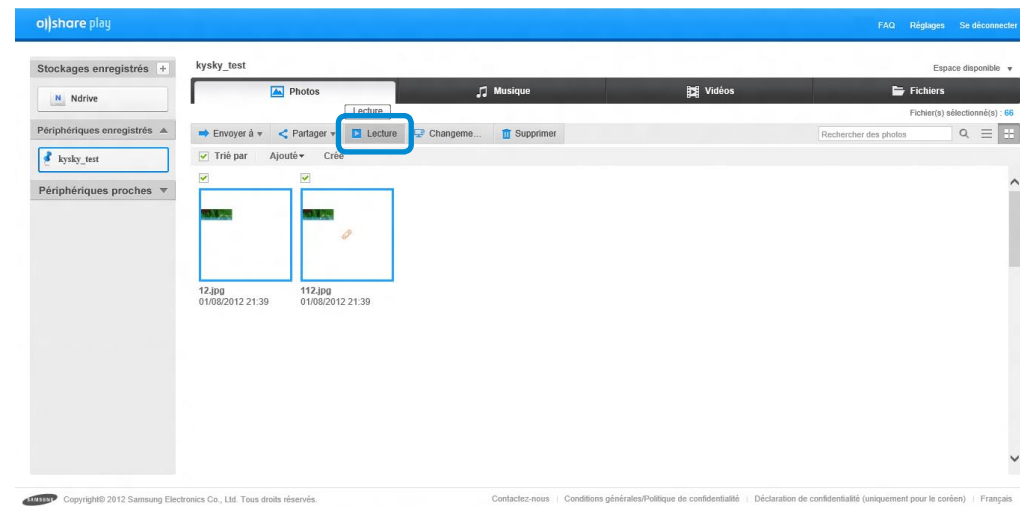 allshare play
FAQ Réglages Se déconnecter
Stockages enregistrés +
N Ndrive
Périphériques enregistrés
kysky_test
Périphériques proches
kysky_test
Espace disponible
Photos Musique Vidéos Fichiers
Lecture
Fichier(s) sélectionné(s) : 66
Envoyer à Partager Lecture Changeme... Supprimer
Rechercher des photos
Trié par Ajouté Créé
12.jpg 112.jpg
01/08/2012 21:39 01/08/2012 21:39
SAMSUNG Copyright© 2012 Samsung Electronics Co., Ltd. Tous droits réservés. Contactez-nous | Conditions générales/Politique de confidentialité | Déclaration de confidentialité (uniquement pour le coréen) | Français